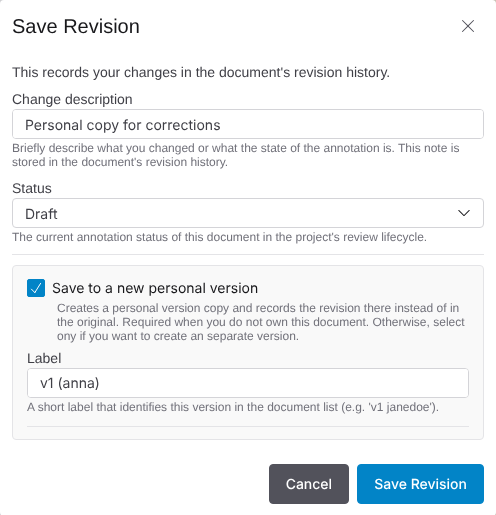 Save Revision
This records your changes in the document's revision history.
Change description
Personal copy for corrections
Briefly describe what you changed or what the state of the annotation is. This note is
stored in the document's revision history.
Status
Draft
The current annotation status of this document in the project's review lifecycle.
Save to a new personal version
Creates a personal version copy and records the revision there instead of in
the original. Required when you do not own this document. Otherwise, select
ony if you want to create an separate version.
Label
v1 (anna)
A short label that identifies this version in the document list (e.g. 'v1 janedoe').
Cancel
Save Revision